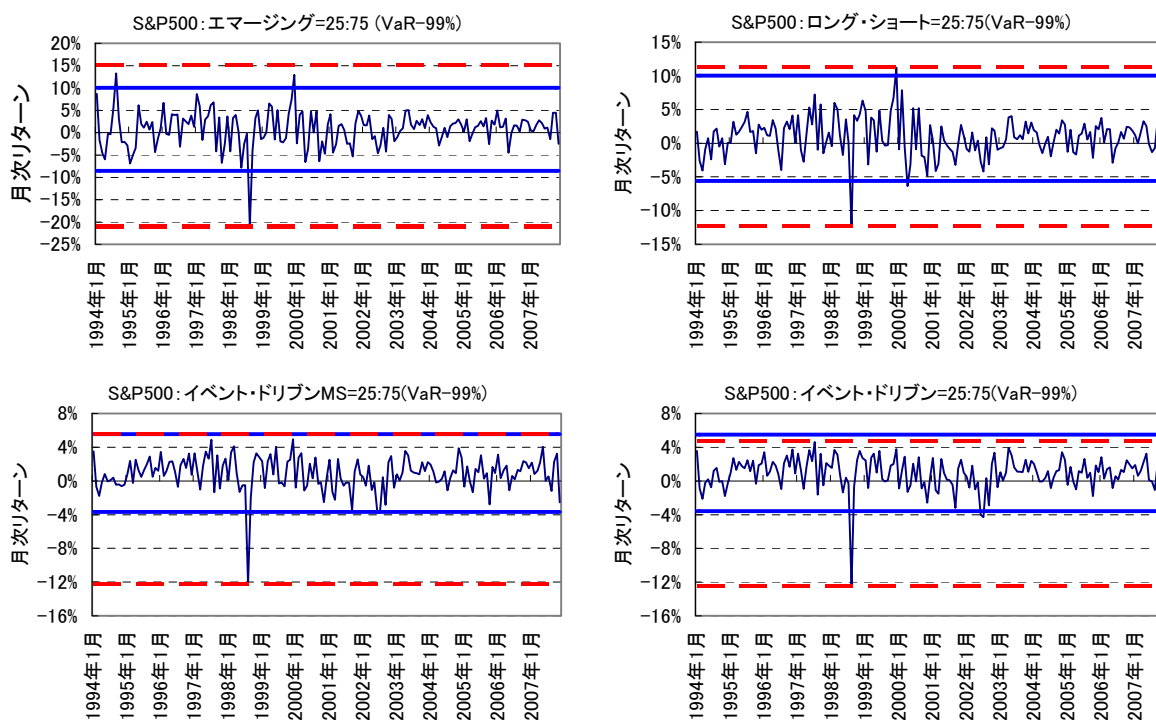 S&P500：エマージング=25:75 (VaR-99%)
月次リターン
20%
15%
10%
5%
0%
-5%
-10%
-15%
-20%
-25%
1994年1月
1995年1月
1996年1月
1997年1月
1998年1月
1999年1月
2000年1月
2001年1月
2002年1月
2003年1月
2004年1月
2005年1月
2006年1月
2007年1月
S&P500：ロング・ショート=25:75(VaR-99%)
月次リターン
15%
10%
5%
0%
-5%
-10%
-15%
1994年1月
1995年1月
1996年1月
1997年1月
1998年1月
1999年1月
2000年1月
2001年1月
2002年1月
2003年1月
2004年1月
2005年1月
2006年1月
2007年1月
S&P500：イベント・ドリブンMS=25:75(VaR-99%)
月次リターン
8%
4%
0%
-4%
-8%
-12%
-16%
1994年1月
1995年1月
1996年1月
1997年1月
1998年1月
1999年1月
2000年1月
2001年1月
2002年1月
2003年1月
2004年1月
2005年1月
2006年1月
2007年1月
S&P500：イベント・ドリブン=25:75(VaR-99%)
月次リターン
8%
4%
0%
-4%
-8%
-12%
-16%
1994年1月
1995年1月
1996年1月
1997年1月
1998年1月
1999年1月
2000年1月
2001年1月
2002年1月
2003年1月
2004年1月
2005年1月
2006年1月
2007年1月